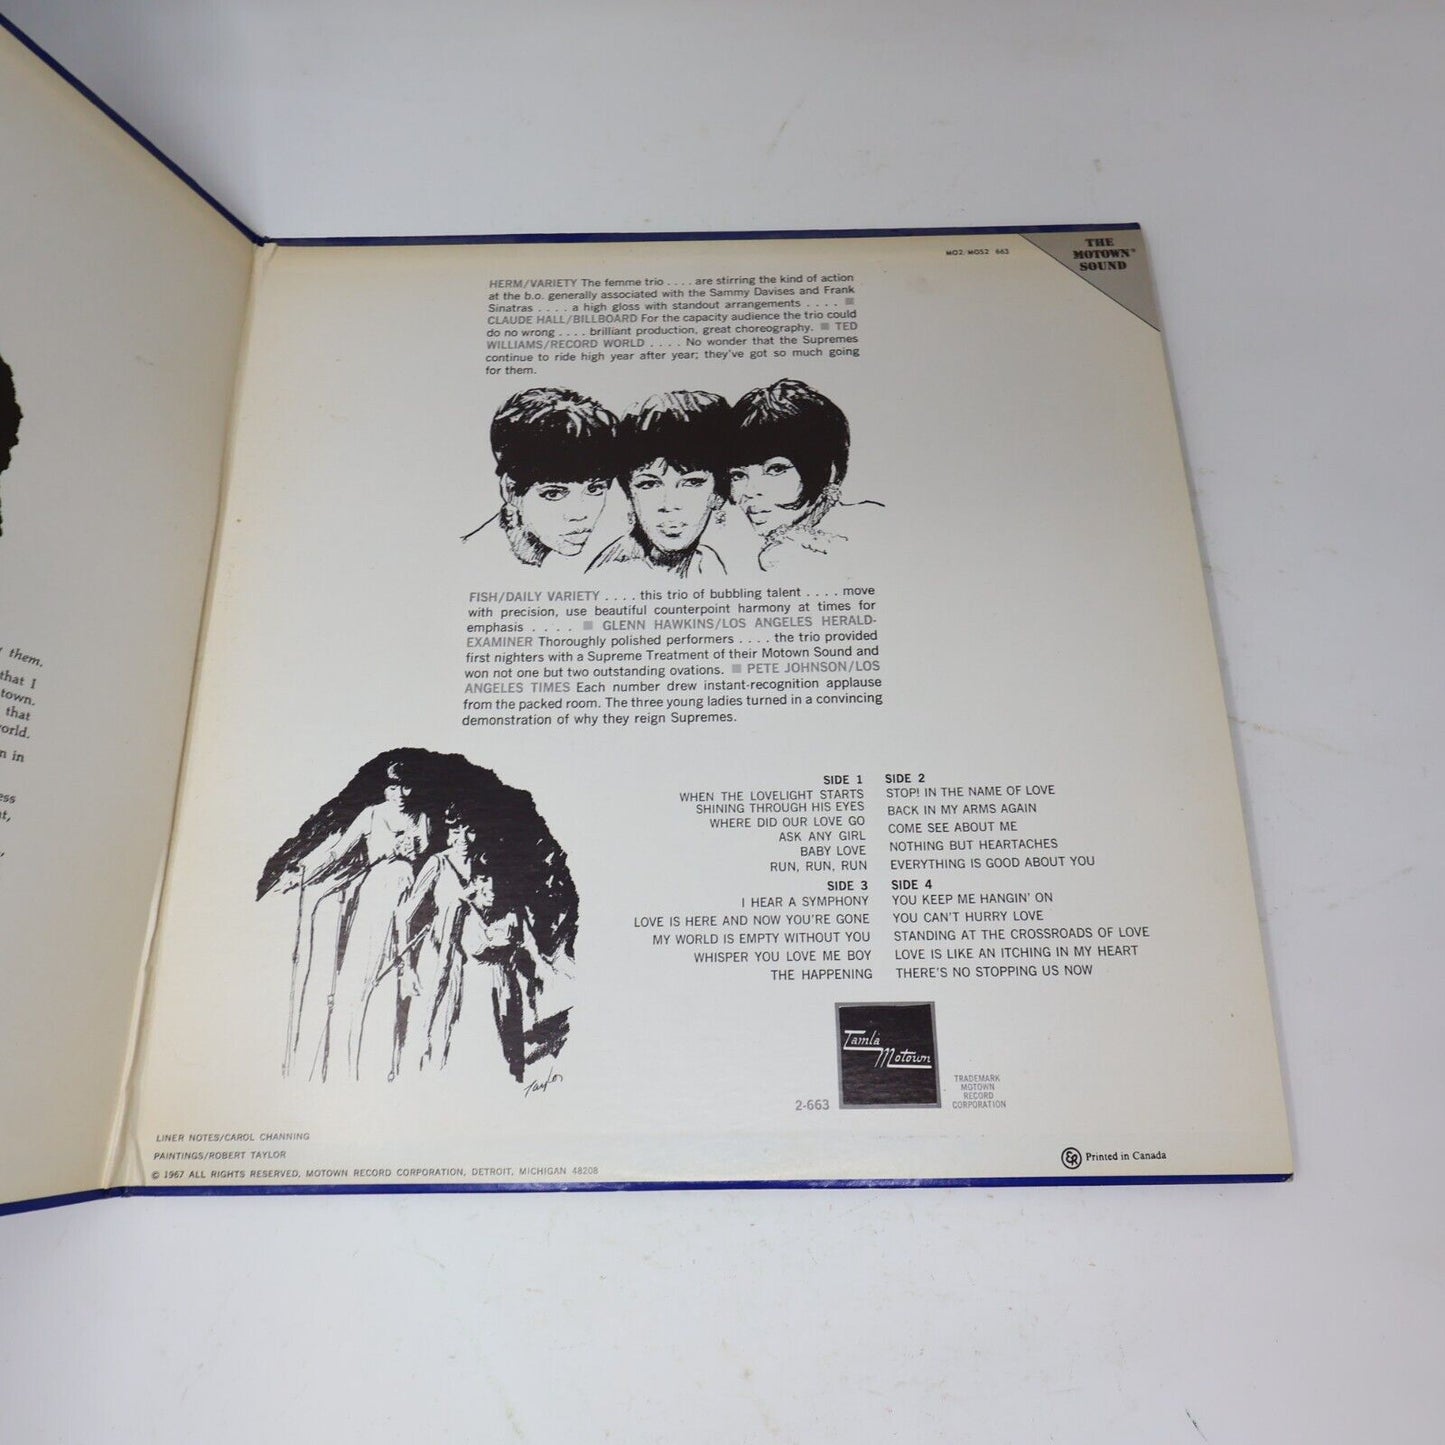 them.
that I
town.
that
world.
n in
ess
t,
MO2/MOS2 663
THE
MOTOWN®
SOUND
HERM/VARIETY The femme trio . . . . are stirring the kind of action
at the b.o. generally associated with the Sammy Davises and Frank
Sinatras . . . . a high gloss with standout arrangements . . . . ■
CLAUDE HALL/BILLBOARD For the capacity audience the trio could
do no wrong . . . . brilliant production, great choreography. ■ TED
WILLIAMS/RECORD WORLD . . . . No wonder that the Supremes
continue to ride high year after year; they've got so much going
for them.
FISH/DAILY VARIETY . . . . this trio of bubbling talent . . . . move
with precision, use beautiful counterpoint harmony at times for
emphasis . . . . ■ GLENN HAWKINS/LOS ANGELES HERALD-
EXAMINER Thoroughly polished performers . . . . the trio provided
first nighters with a Supreme Treatment of their Motown Sound and
won not one but two outstanding ovations. ■ PETE JOHNSON/LOS
ANGELES TIMES Each number drew instant-recognition applause
from the packed room. The three young ladies turned in a convincing
demonstration of why they reign Supremes.
SIDE 1
WHEN THE LOVELIGHT STARTS
SHINING THROUGH HIS EYES
WHERE DID OUR LOVE GO
ASK ANY GIRL
BABY LOVE
RUN, RUN, RUN
SIDE 2
STOP! IN THE NAME OF LOVE
BACK IN MY ARMS AGAIN
COME SEE ABOUT ME
NOTHING BUT HEARTACHES
EVERYTHING IS GOOD ABOUT YOU
SIDE 3
I HEAR A SYMPHONY
LOVE IS HERE AND NOW YOU'RE GONE
MY WORLD IS EMPTY WITHOUT YOU
WHISPER YOU LOVE ME BOY
THE HAPPENING
SIDE 4
YOU KEEP ME HANGIN' ON
YOU CAN'T HURRY LOVE
STANDING AT THE CROSSROADS OF LOVE
LOVE IS LIKE AN ITCHING IN MY HEART
THERE'S NO STOPPING US NOW
Taylor
Tamla
Motown
2-663
TRADEMARK
MOTOWN
RECORD
CORPORATION
LINER NOTES/CAROL CHANNING
PAINTINGS/ROBERT TAYLOR
© 1967 ALL RIGHTS RESERVED, MOTOWN RECORD CORPORATION, DETROIT, MICHIGAN 48208
Printed in Canada